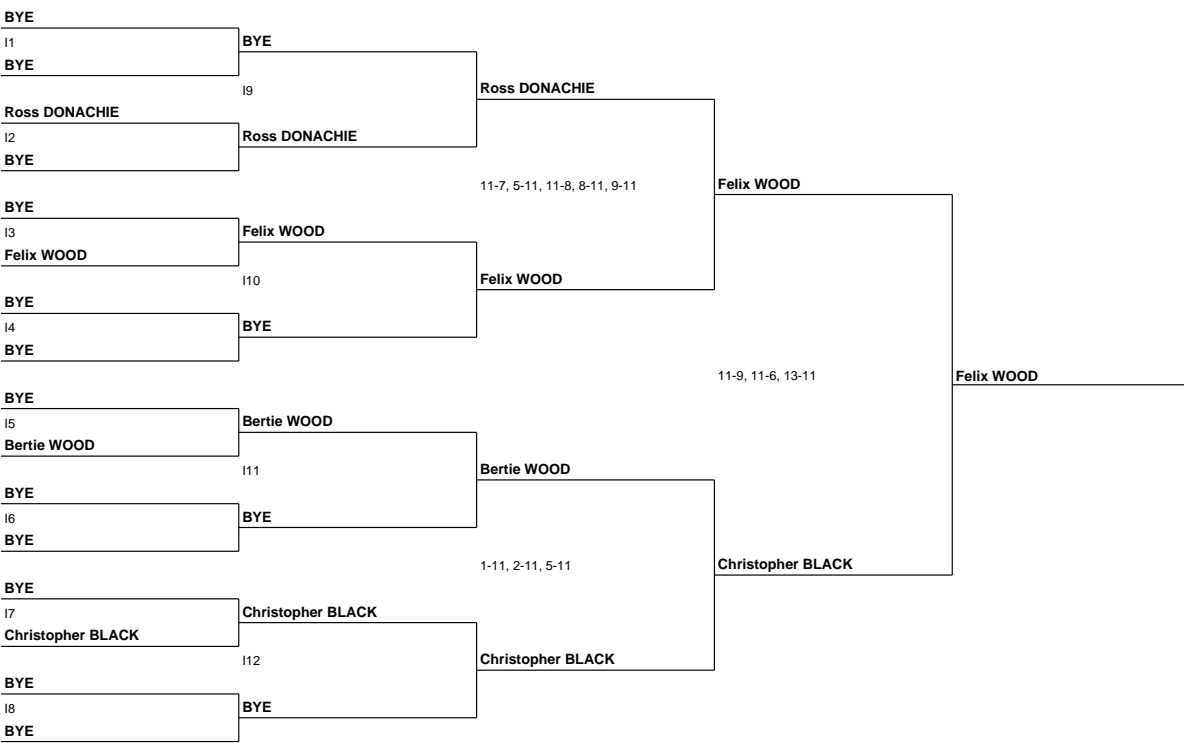 BYE
I1
BYE
BYE
I9
Ross DONACHIE
Ross DONACHIE
I2
Ross DONACHIE
BYE
11-7, 5-11, 11-8, 8-11, 9-11
Felix WOOD
BYE
I3
Felix WOOD
Felix WOOD
I10
Felix WOOD
BYE
I4
BYE
BYE
11-9, 11-6, 13-11
Felix WOOD
BYE
I5
Bertie WOOD
Bertie WOOD
I11
Bertie WOOD
BYE
I6
BYE
BYE
1-11, 2-11, 5-11
Christopher BLACK
BYE
I7
Christopher BLACK
Christopher BLACK
I12
Christopher BLACK
BYE
I8
BYE
BYE